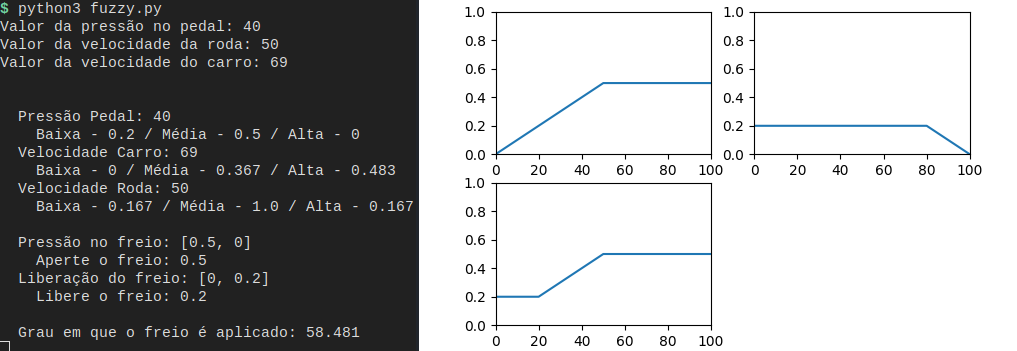 $ python3 fuzzy.py
Valor da pressão no pedal: 40
Valor da velocidade da roda: 50
Valor da velocidade do carro: 69
Pressão Pedal: 40
Baixa - 0.2 / Média - 0.5 / Alta - 0
Velocidade Carro: 69
Baixa - 0 / Média - 0.367 / Alta - 0.483
Velocidade Roda: 50
Baixa - 0.167 / Média - 1.0 / Alta - 0.167
Pressão no freio: [0.5, 0]
Aperte o freio: 0.5
Liberação do freio: [0, 0.2]
Libere o freio: 0.2
Grau em que o freio é aplicado: 58.481
1.0
0.8
0.6
0.4
0.2
0.0
0 20 40 60 80 100
1.0
0.8
0.6
0.4
0.2
0.0
0 20 40 60 80 100
1.0
0.8
0.6
0.4
0.2
0.0
0 20 40 60 80 100